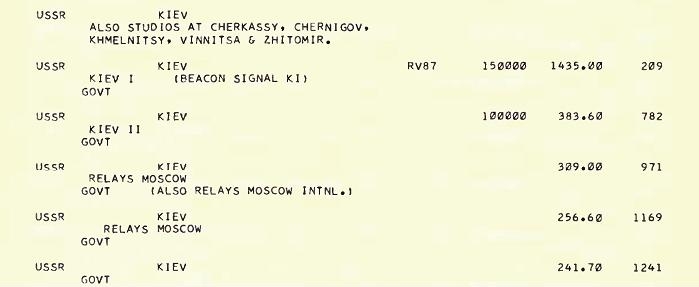 USSR KIEV
ALSO STUDIOS AT CHERKASSY, CHERNIGOV,
KHMELNITSY, VINNITSA & ZHITOMIR.
USSR KIEV RV87 150000 1435.00 209
KIEV I (BEACON SIGNAL KI)
GOVT
USSR KIEV 100000 383.60 782
KIEV II
GOVT
USSR KIEV 309.00 971
RELAYS MOSCOW
GOVT (ALSO RELAYS MOSCOW INTNL.)
USSR KIEV 256.60 1169
RELAYS MOSCOW
GOVT
USSR KIEV 241.70 1241
GOVT